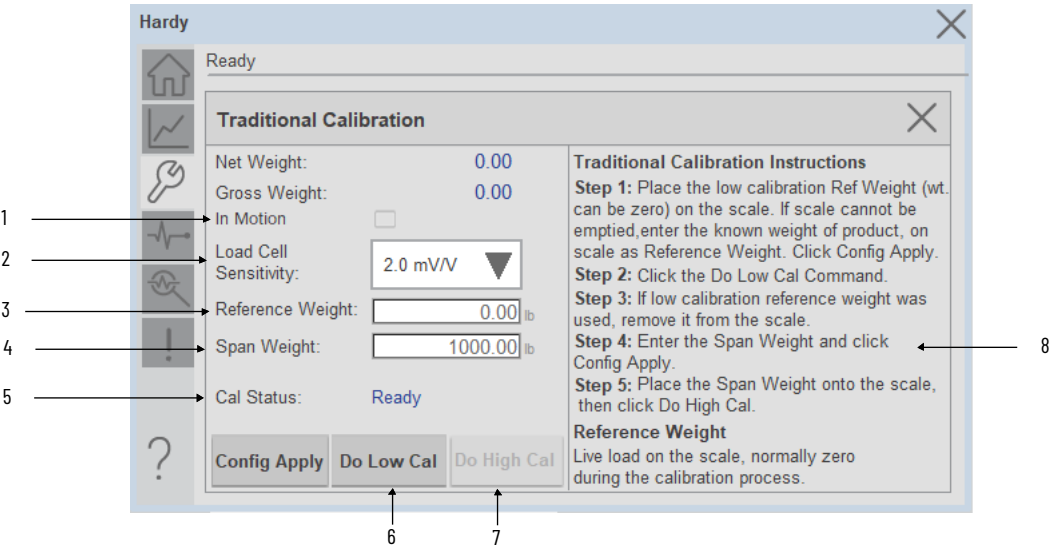 Hardy
Ready
Traditional Calibration
Net Weight: 0.00
Gross Weight: 0.00
1
In Motion
2
Load Cell
Sensitivity:
2.0 mV/V
3
Reference Weight: 0.00 lb
4
Span Weight: 1000.00 lb
5
Cal Status: Ready
Config Apply Do Low Cal Do High Cal
6
7
Traditional Calibration Instructions
Step 1: Place the low calibration Ref Weight (wt.
can be zero) on the scale. If scale cannot be
emptied,enter the known weight of product, on
scale as Reference Weight. Click Config Apply.
Step 2: Click the Do Low Cal Command.
Step 3: If low calibration reference weight was
used, remove it from the scale.
Step 4: Enter the Span Weight and click
Config Apply.
Step 5: Place the Span Weight onto the scale,
then click Do High Cal.
Reference Weight
Live load on the scale, normally zero
during the calibration process.
8
!
?